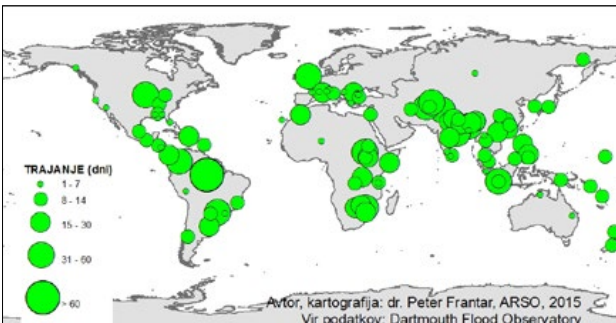 TRAJANJE (dni)
1 - 7
8 - 14
15 - 30
31 - 60
> 60
Avtor, kartografija: dr. Peter Frantar, ARSO, 2015
Vir podatkov: Dartmouth Flood Observatory